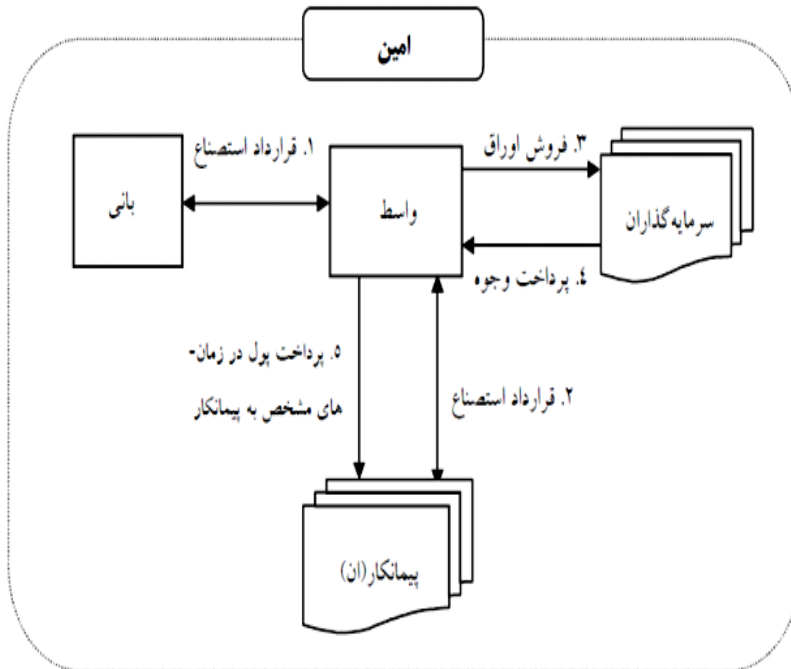 امین
۱. قرارداد استصناع
۳. فروش اوراق
بانی
واسط
سرمایه‌گذاران
۴. پرداخت وجوه
۵. پرداخت پول در زمان-
های مشخص به پیمانکار
۲. قرارداد استصناع
پیمانکار(ان)